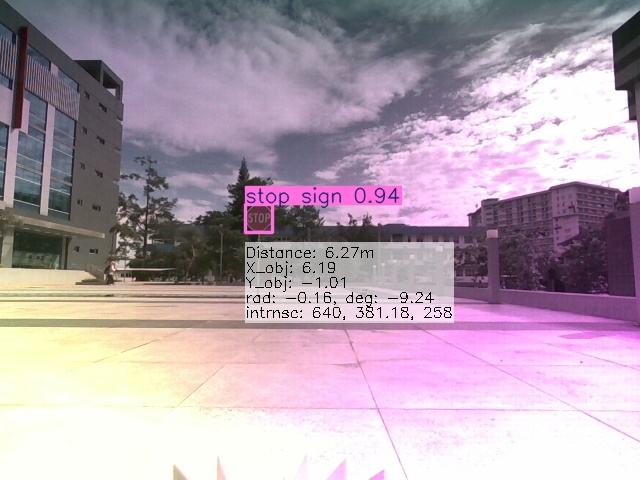 stop sign 0.94
STOP
Distance: 6.27m
X_obj: 6.19
Y_obj: -1.01
rad: -0.16, deg: -9.24
intrnsc: 640, 381.18, 258